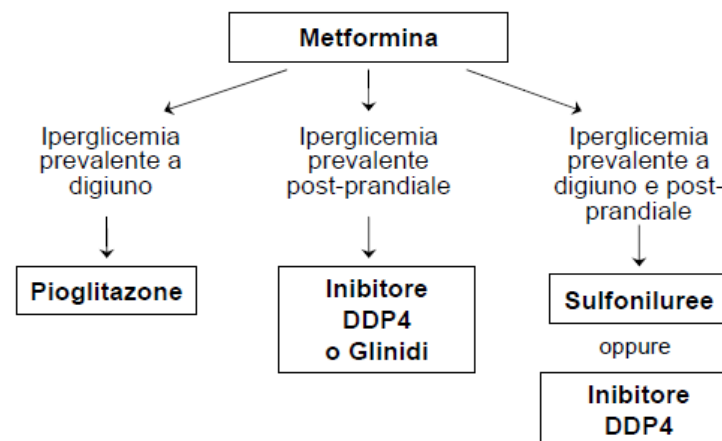 Metformina
Iperglicemia
prevalente a
digiuno
Iperglicemia
prevalente
post-prandiale
Iperglicemia
prevalente a
digiuno e post-
prandiale
Pioglitazone
Inibitore
DDP4
o Glinidi
Sulfoniluree
oppure
Inibitore
DDP4